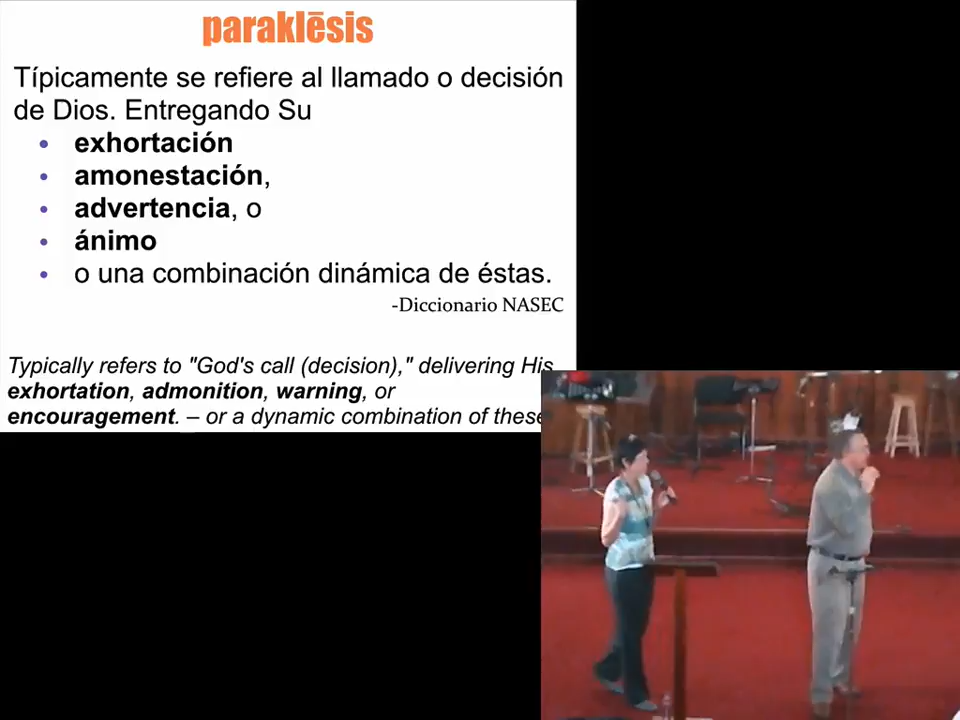 paraklēsis
Típicamente se refiere al llamado o decisión
de Dios. Entregando Su
• exhortación
• amonestación,
• advertencia, o
• ánimo
• o una combinación dinámica de éstas.
-Diccionario NASEC
Typically refers to "God's call (decision)," delivering His
exhortation, admonition, warning, or
encouragement. – or a dynamic combination of these